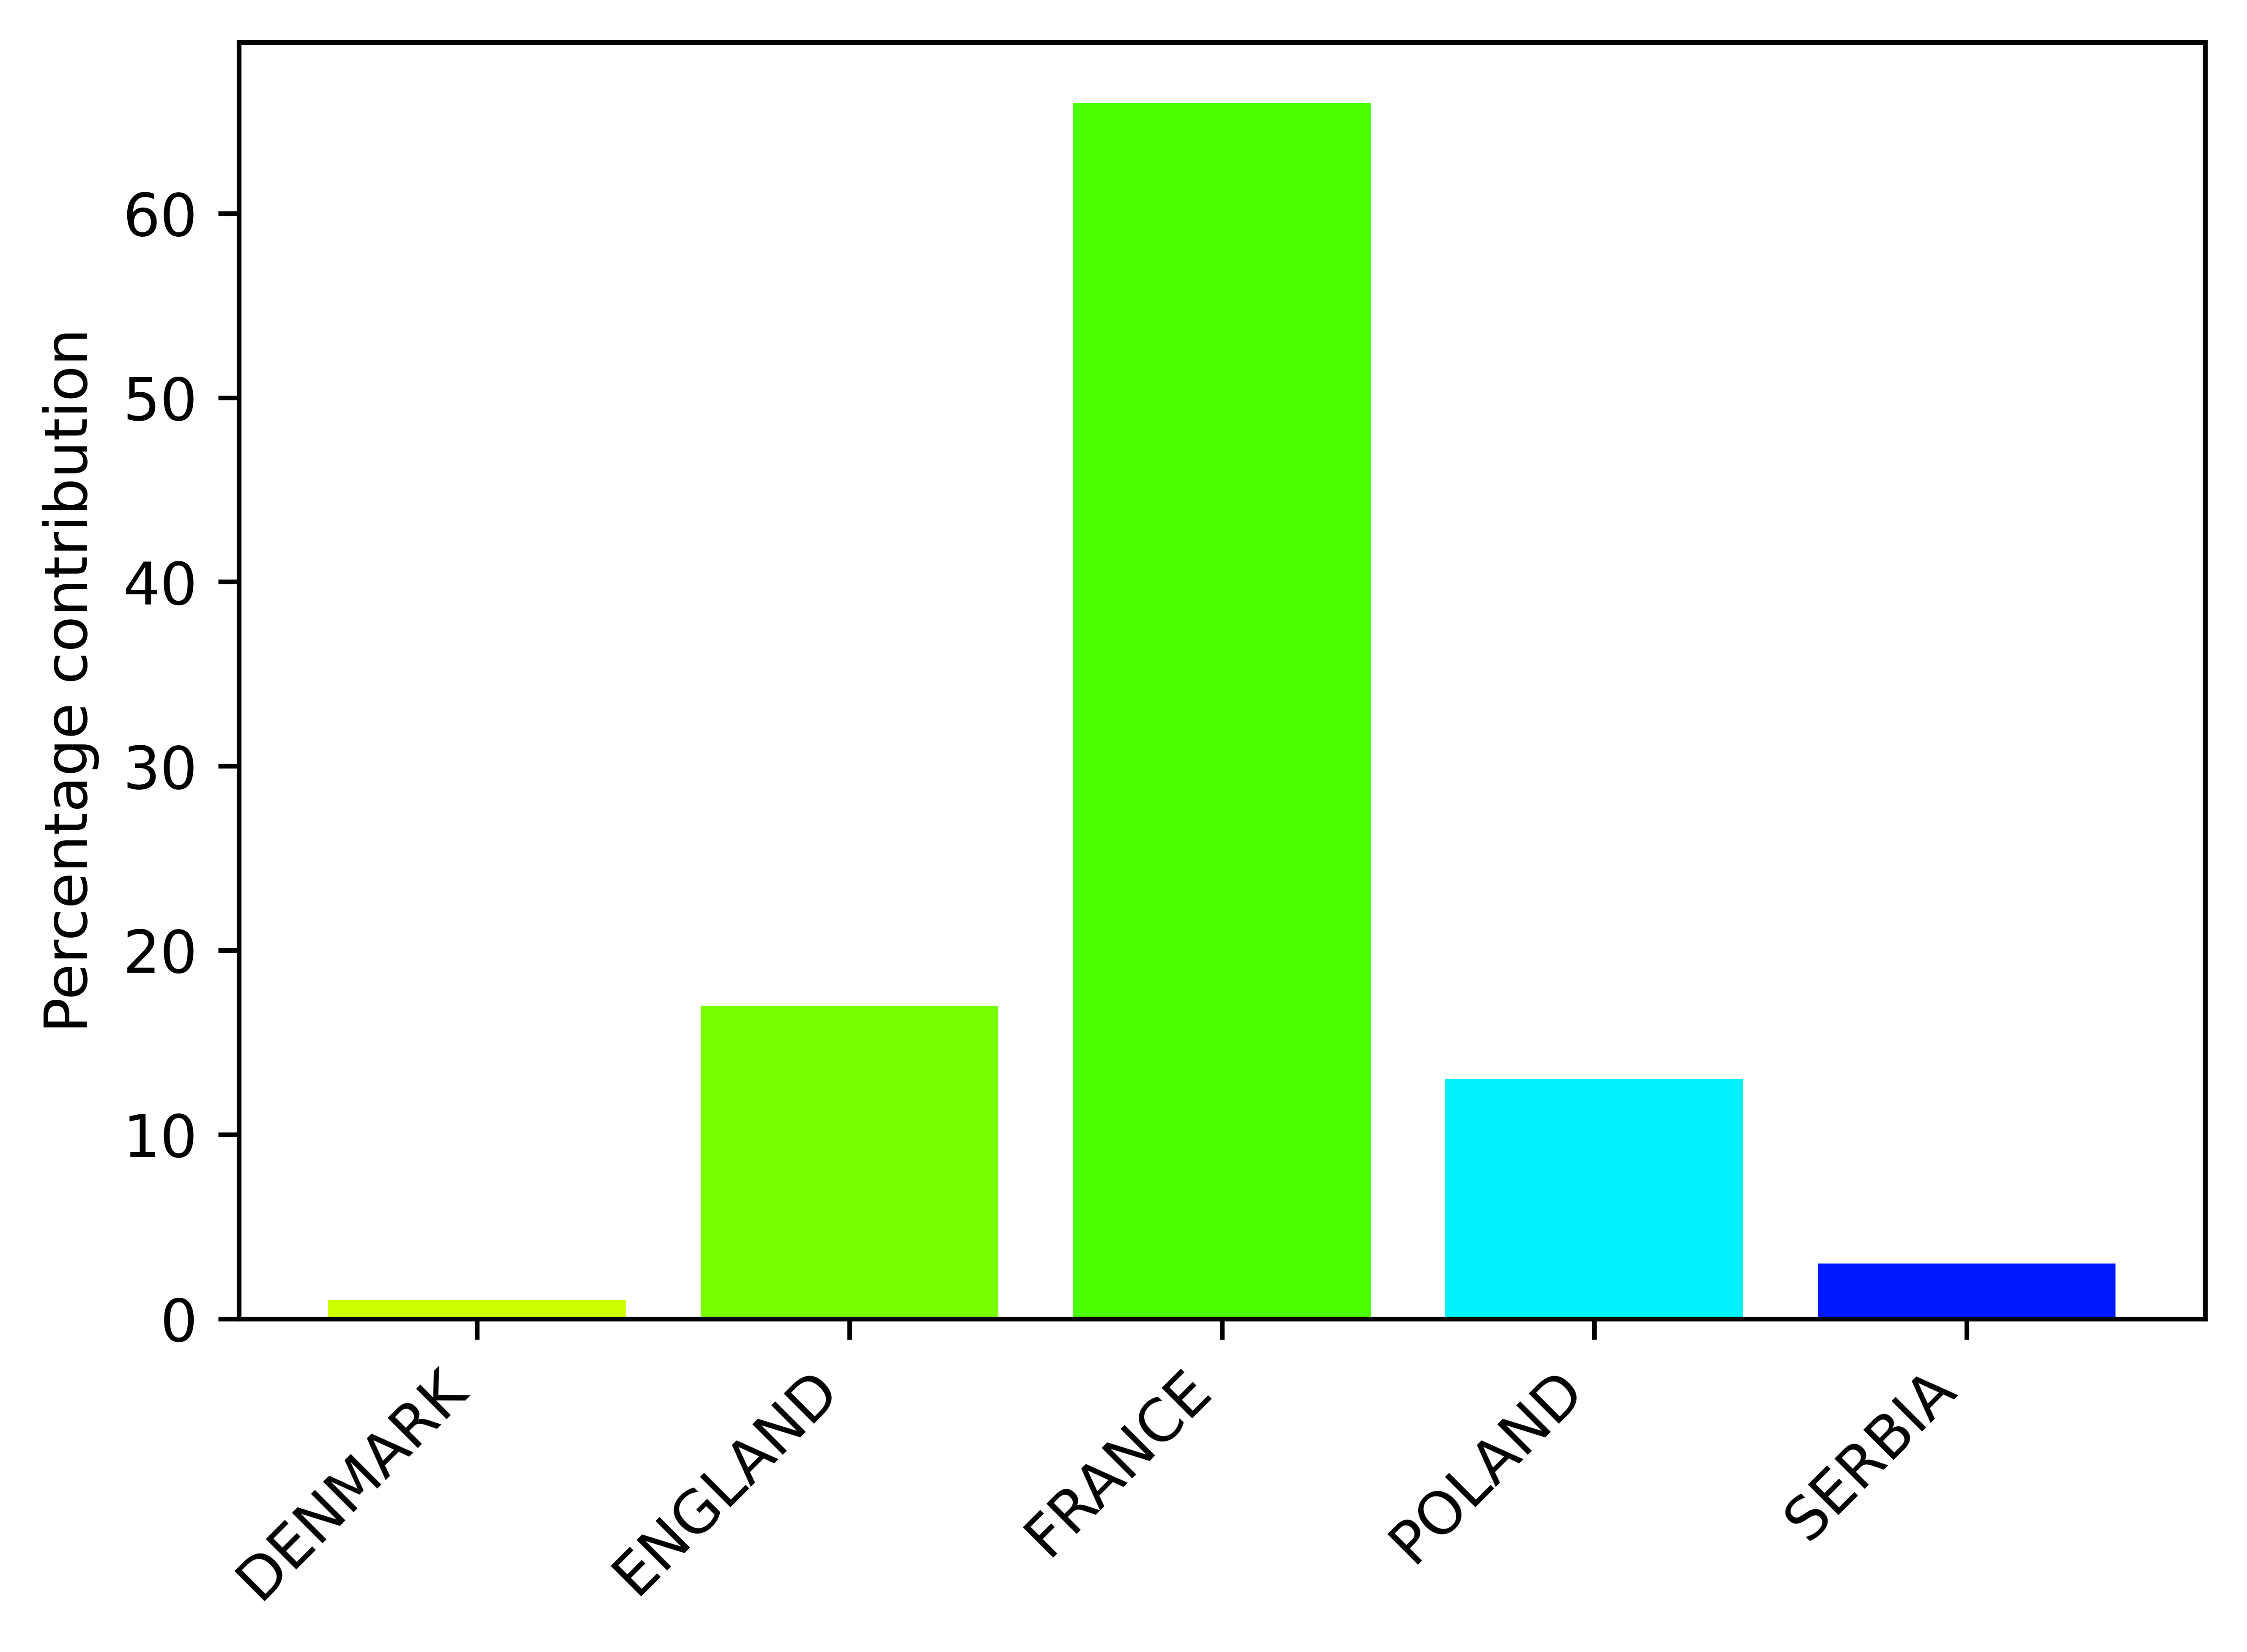 Percentage contribution
60
50
40
30
20
10
0
DENMARK
ENGLAND
FRANCE
POLAND
SERBIA